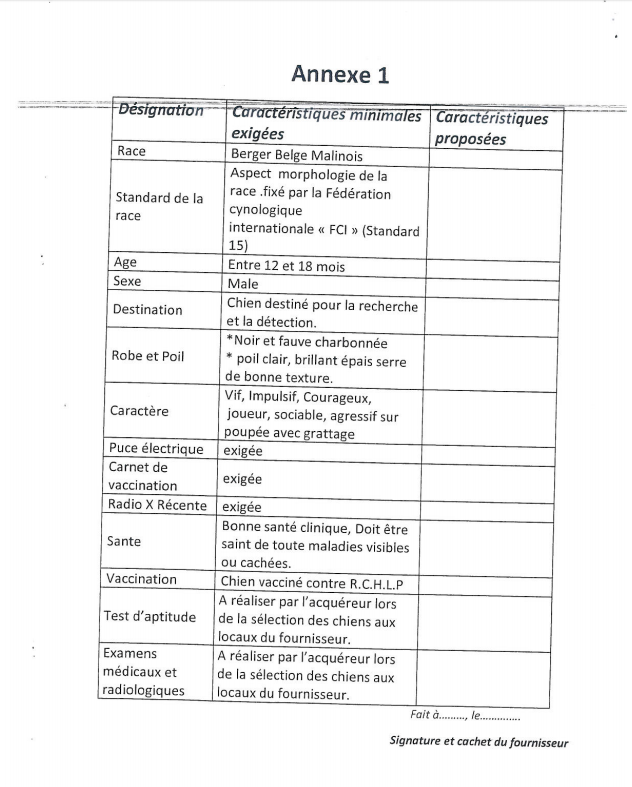 Annexe 1
Désignation
Caractéristiques minimales
exigées
Caractéristiques
proposées
Race
Berger Belge Malinois
Standard de la
race
Aspect morphologie de la
race .fixé par la Fédération
cynologique
internationale « FCI » (Standard
15)
Age
Entre 12 et 18 mois
Sexe
Male
Destination
Chien destiné pour la recherche
et la détection.
Robe et Poil
*Noir et fauve charbonnée
* poil clair, brillant épais serre
de bonne texture.
Caractère
Vif, Impulsif, Courageux,
joueur, sociable, agressif sur
poupée avec grattage
Puce électrique
exigée
Carnet de
vaccination
exigée
Radio X Récente
exigée
Sante
Bonne santé clinique, Doit être
saint de toute maladies visibles
ou cachées.
Vaccination
Chien vacciné contre R.C.H.L.P
Test d'aptitude
A réaliser par l'acquéreur lors
de la sélection des chiens aux
locaux du fournisseur.
Examens
médicaux et
radiologiques
A réaliser par l'acquéreur lors
de la sélection des chiens aux
locaux du fournisseur.
Fait à........., le..............
Signature et cachet du fournisseur